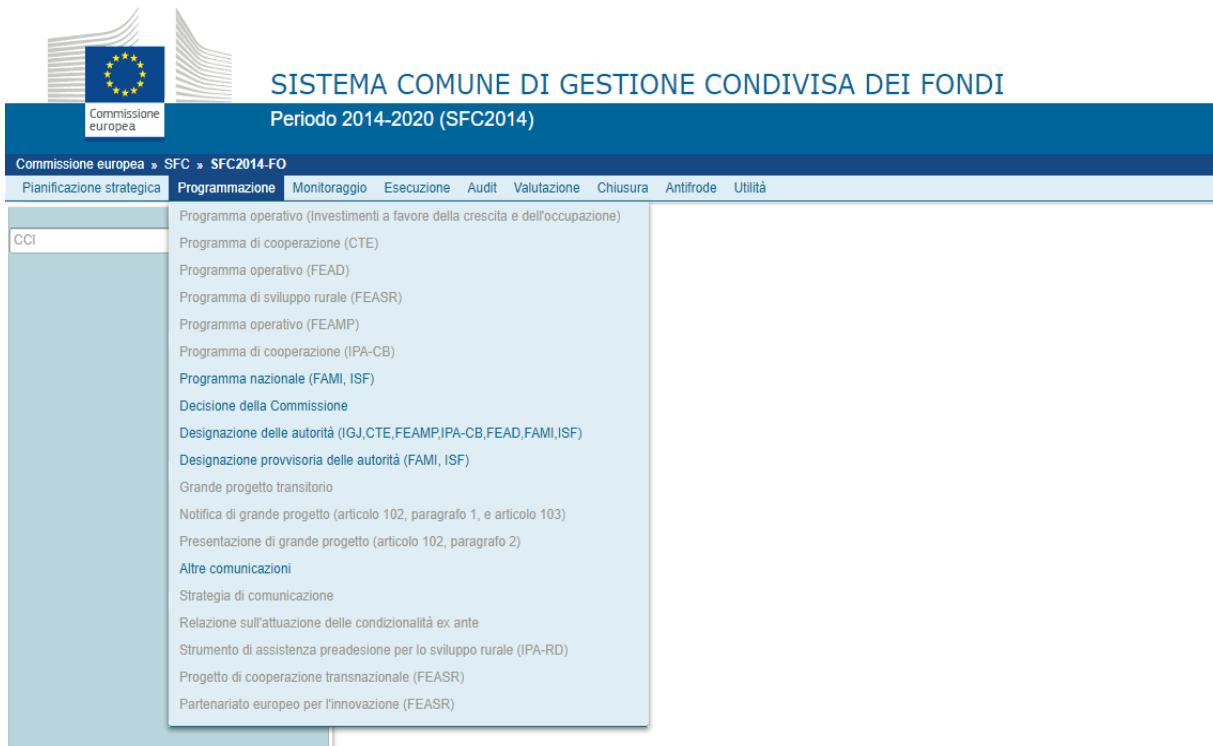 SISTEMA COMUNE DI GESTIONE CONDIVISA DEI FONDI
Commissione
europea
Periodo 2014-2020 (SFC2014)
Commissione europea » SFC » SFC2014-FO
Pianificazione strategica Programmazione Monitoraggio Esecuzione Audit Valutazione Chiusura Antifrode Utilità
CCI
Programma operativo (Investimenti a favore della crescita e dell'occupazione)
Programma di cooperazione (CTE)
Programma operativo (FEAD)
Programma di sviluppo rurale (FEASR)
Programma operativo (FEAMP)
Programma di cooperazione (IPA-CB)
Programma nazionale (FAMI, ISF)
Decisione della Commissione
Designazione delle autorità (IGJ,CTE,FEAMP,IPA-CB,FEAD,FAMI,ISF)
Designazione provvisoria delle autorità (FAMI, ISF)
Grande progetto transitorio
Notifica di grande progetto (articolo 102, paragrafo 1, e articolo 103)
Presentazione di grande progetto (articolo 102, paragrafo 2)
Altre comunicazioni
Strategia di comunicazione
Relazione sull'attuazione delle condizionalità ex ante
Strumento di assistenza preadesione per lo sviluppo rurale (IPA-RD)
Progetto di cooperazione transnazionale (FEASR)
Partenariato europeo per l'innovazione (FEASR)